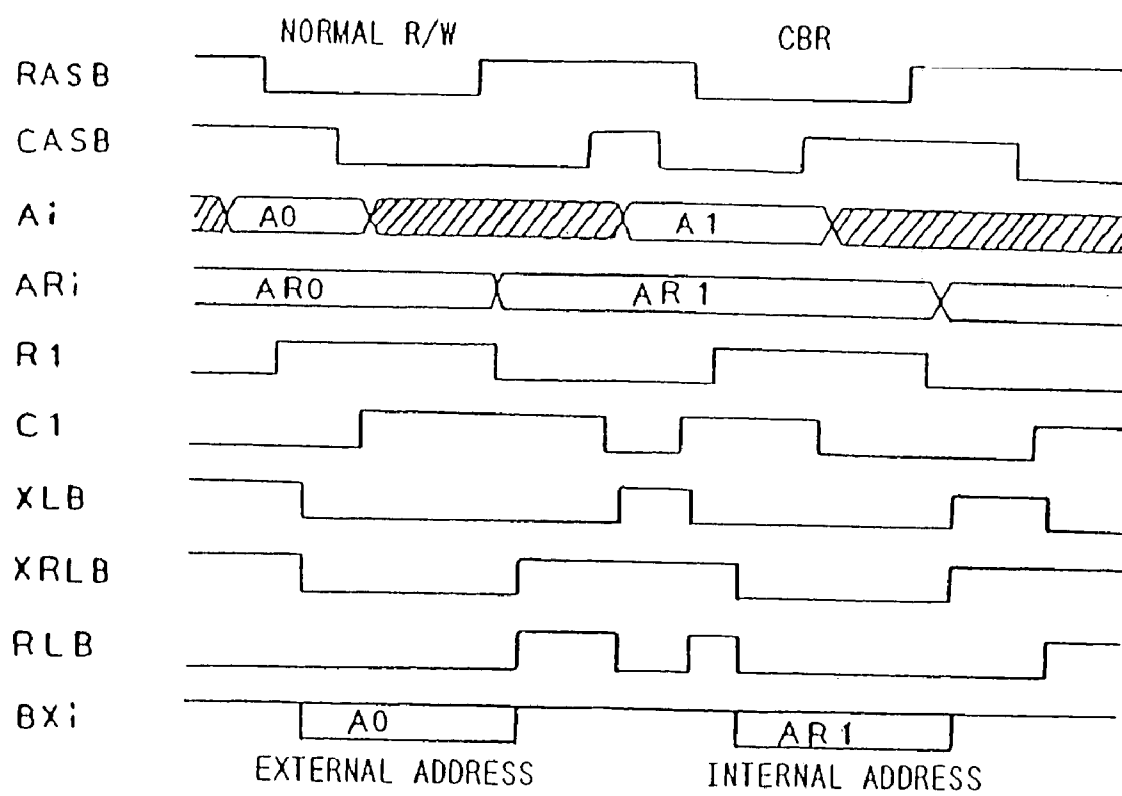 NORMAL R/W CBR
RASB
CASB
Ai A0 A1
ARi AR0 AR1
R1
C1
XLB
XRLB
RLB
BXi A0 AR1
EXTERNAL ADDRESS INTERNAL ADDRESS